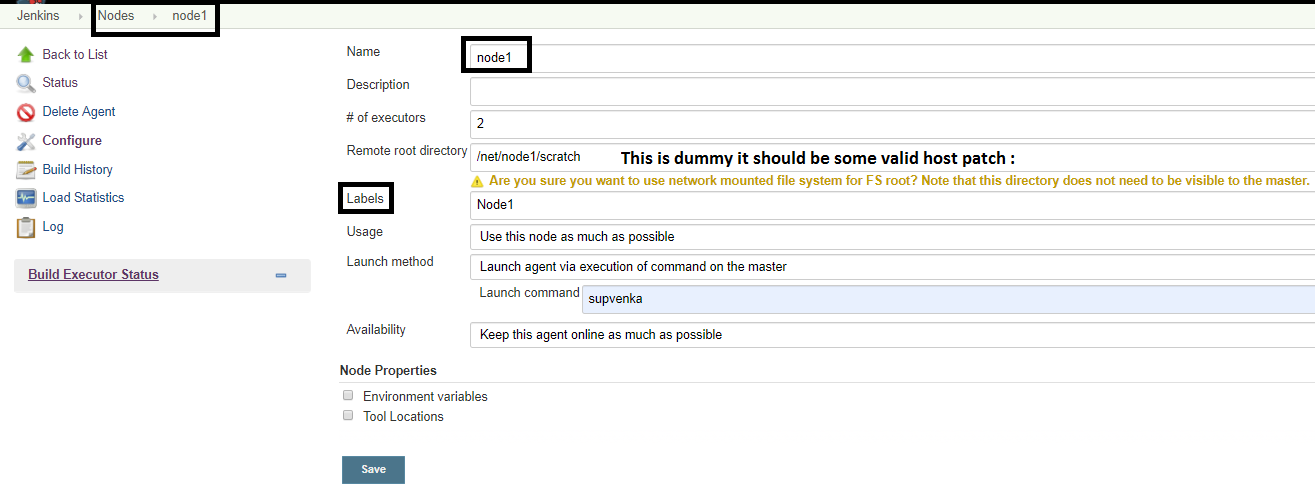 Jenkins Nodes node1
Back to List
Status
Delete Agent
Configure
Build History
Load Statistics
Log
Build Executor Status
Name node1
Description
# of executors 2
Remote root directory /net/node1/scratch This is dummy it should be some valid host patch :
Are you sure you want to use network mounted file system for FS root? Note that this directory does not need to be visible to the master.
Labels Node1
Usage Use this node as much as possible
Launch method Launch agent via execution of command on the master
Launch command supvenka
Availability Keep this agent online as much as possible
Node Properties
Environment variables
Tool Locations
Save